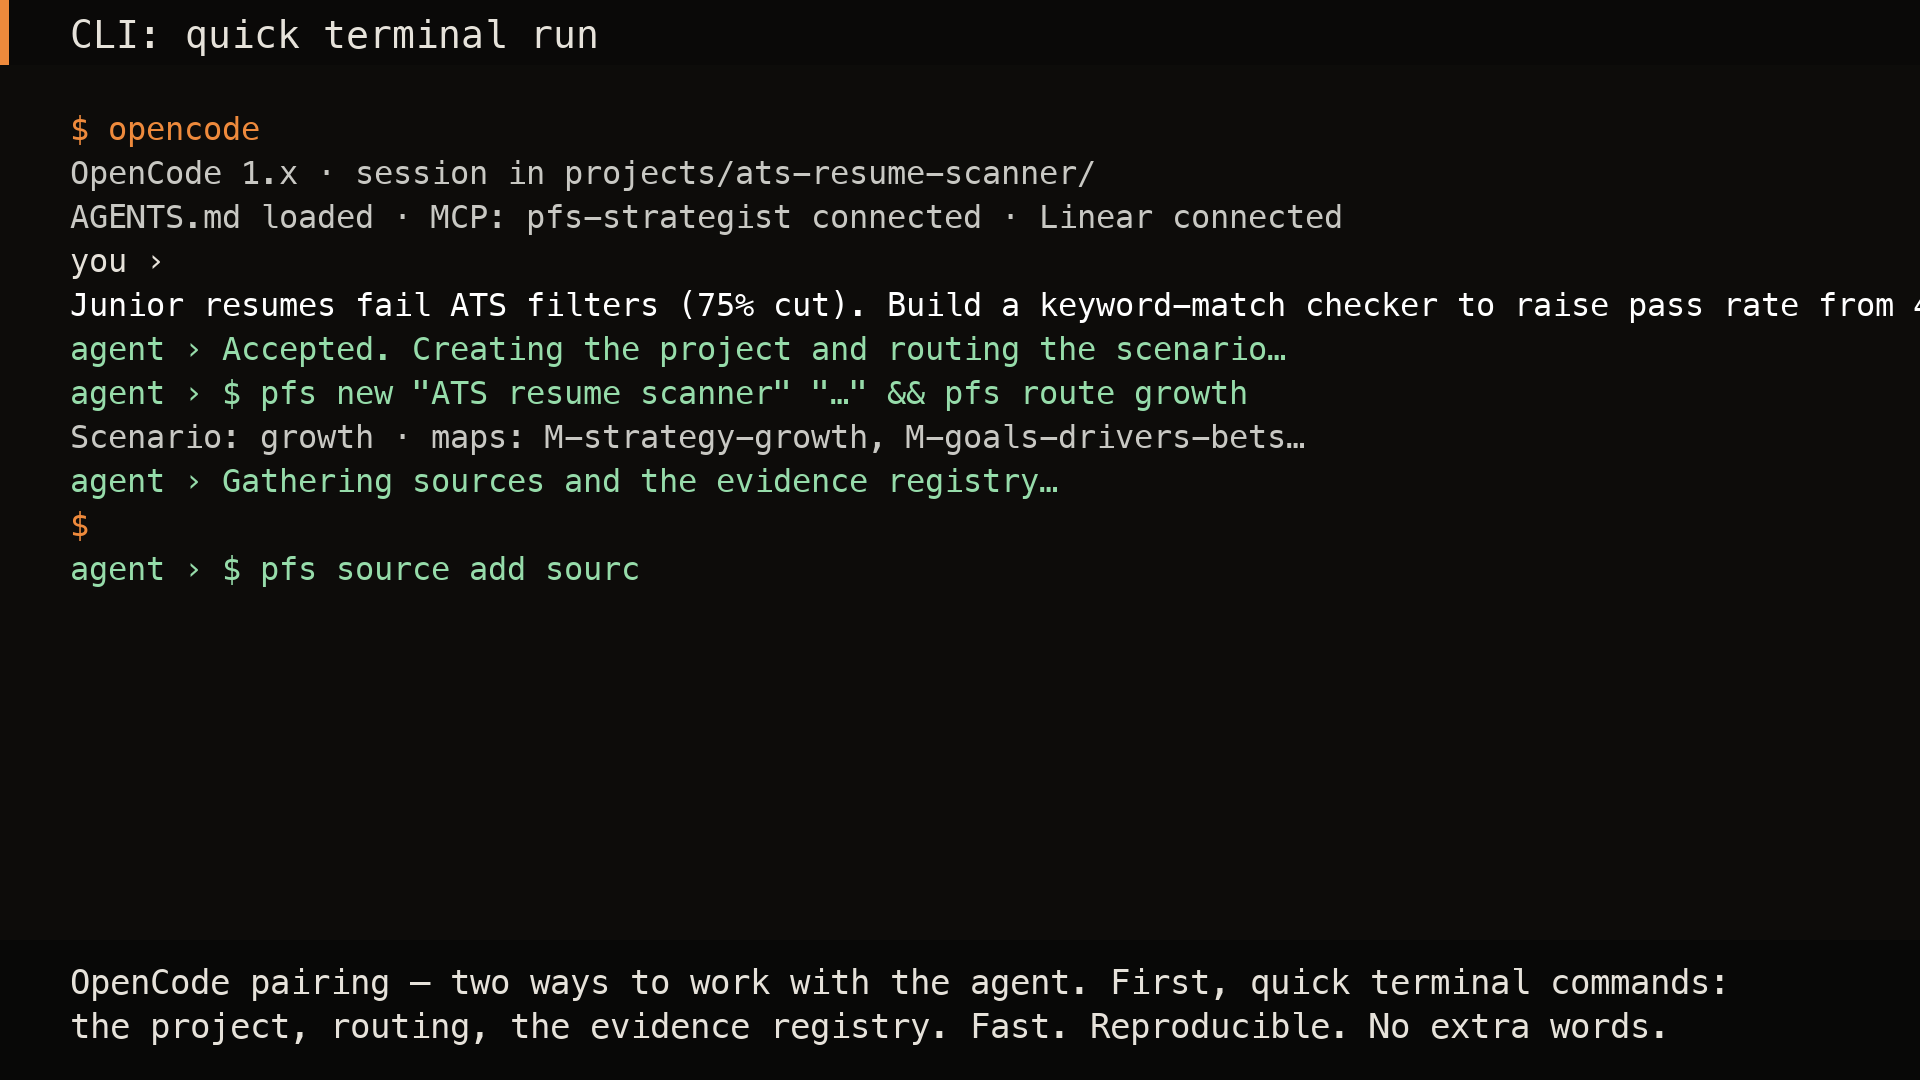 CLI: quick terminal run
$ opencode
OpenCode 1.x · session in projects/ats-resume-scanner/
AGENTS.md loaded · MCP: pfs-strategist connected · Linear connected
you ›
Junior resumes fail ATS filters (75% cut). Build a keyword-match checker to raise pass rate from
agent › Accepted. Creating the project and routing the scenario…
agent › $ pfs new "ATS resume scanner" "…" && pfs route growth
Scenario: growth · maps: M-strategy-growth, M-goals-drivers-bets…
agent › Gathering sources and the evidence registry…
$
agent › $ pfs source add sourc
OpenCode pairing — two ways to work with the agent. First, quick terminal commands:
the project, routing, the evidence registry. Fast. Reproducible. No extra words.